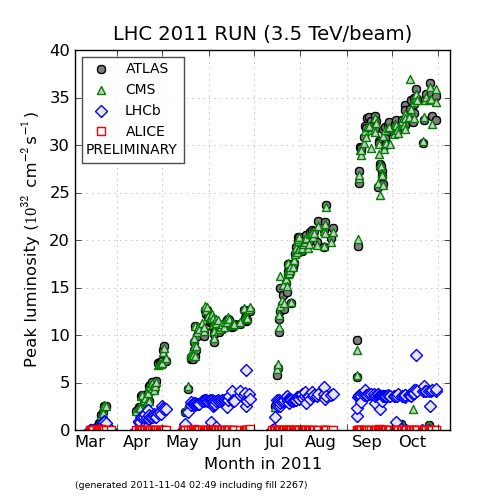 LHC 2011 RUN (3.5 TeV/beam)
40
35
30
25
20
15
10
5
0
Peak luminosity (10³² cm⁻² s⁻¹)
ATLAS
CMS
LHCb
ALICE
PRELIMINARY
Mar Apr May Jun Jul Aug Sep Oct
Month in 2011
(generated 2011-11-04 02:49 including fill 2267)